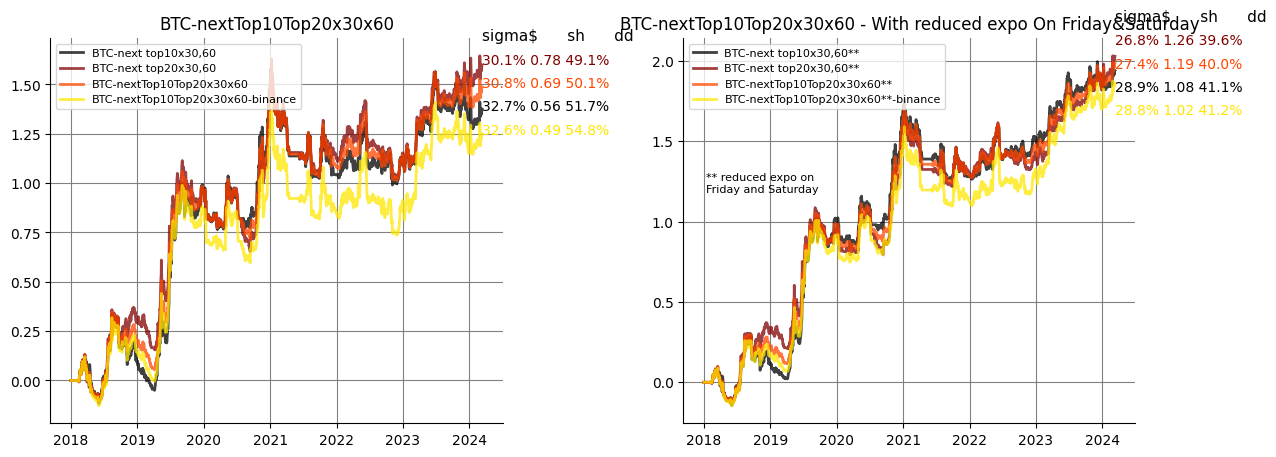 BTC-nextTop10Top20x30x60
sigma$ sh dd
BTC-next top10x30,60
BTC-next top20x30,60
BTC-nextTop10Top20x30x60
BTC-nextTop10Top20x30x60-binance
30.1% 0.78 49.1%
30.8% 0.69 50.1%
32.7% 0.56 51.7%
32.6% 0.49 54.8%
1.50
1.25
1.00
0.75
0.50
0.25
0.00
2018 2019 2020 2021 2022 2023 2024
BTC-nextTop10Top20x30x60 - With reduced expo On Friday&Saturday
sigma$ sh dd
BTC-next top10x30,60**
BTC-next top20x30,60**
BTC-nextTop10Top20x30x60**
BTC-nextTop10Top20x30x60**-binance
26.8% 1.26 39.6%
27.4% 1.19 40.0%
28.9% 1.08 41.1%
28.8% 1.02 41.2%
** reduced expo on
Friday and Saturday
2.0
1.5
1.0
0.5
0.0
2018 2019 2020 2021 2022 2023 2024